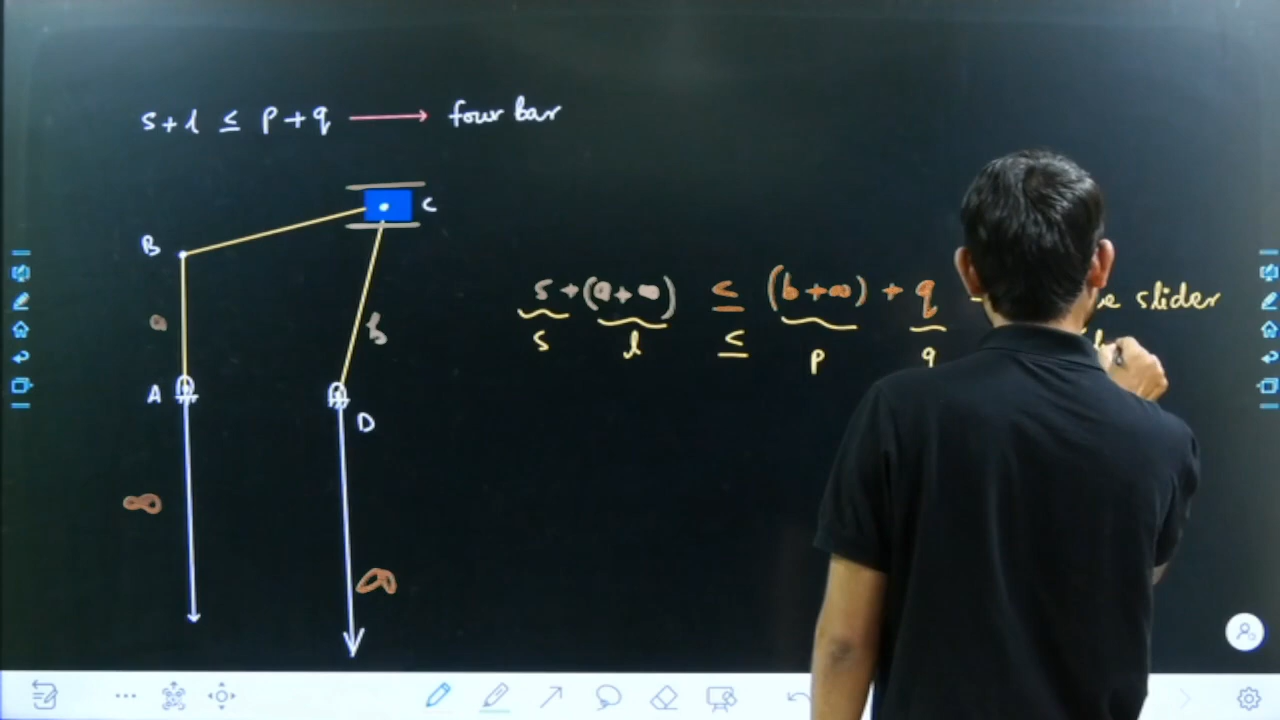 s+l ≤ p+q → four bar
C
B
s+(a+∞) ≤ (b+∞) + q slider
a
b
s l ≤ p q
A
D
∞
∞